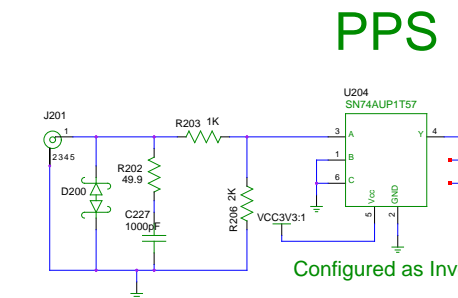 PPS
U204
SN74AUP1T57
J201
1
2345
R203 1K
3 A
Y 4
1 B
6 C
Vcc
GND
5
2
R202
49.9
D200
R206 2K
C227
1000pF
VCC3V3:1
Configured as Inv